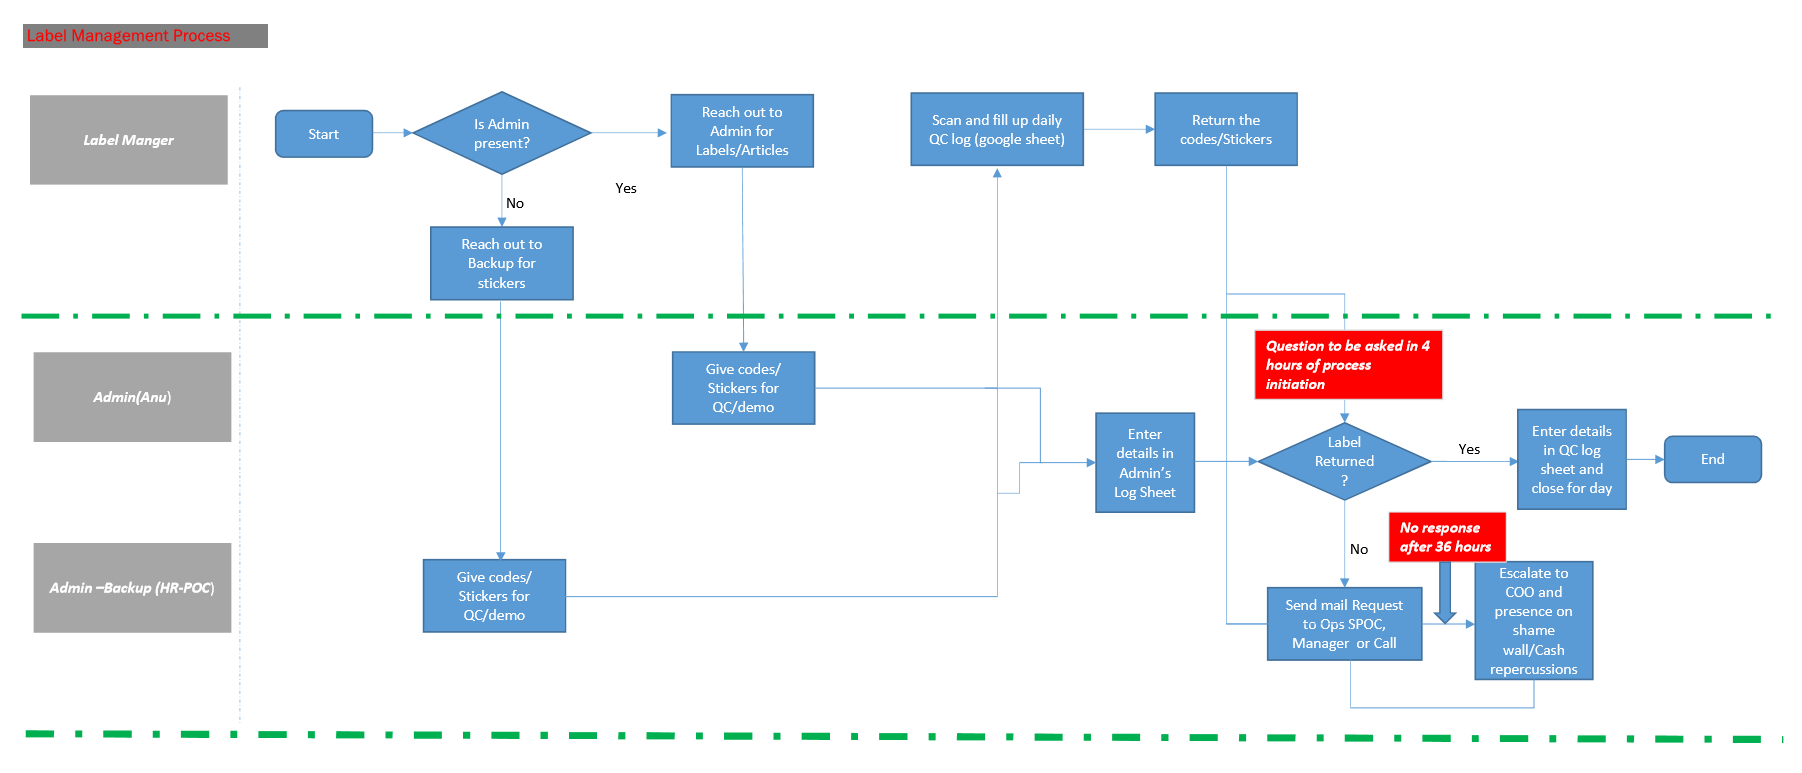 Label Management Process
Label Manger
Start
Is Admin
present?
Yes
No
Reach out to
Admin for
Labels/Articles
Reach out to
Backup for
stickers
Scan and fill up daily
QC log (google sheet)
Return the
codes/Stickers
Admin(Anu)
Give codes/
Stickers for
QC/demo
Enter
details in
Admin’s
Log Sheet
Question to be asked in 4
hours of process
initiation
Label
Returned
?
Yes
Enter details
in QC log
sheet and
close for day
End
No
Admin –Backup (HR-POC)
Give codes/
Stickers for
QC/demo
No response
after 36 hours
Send mail Request
to Ops SPOC,
Manager or Call
Escalate to
COO and
presence on
shame
wall/Cash
repercussions